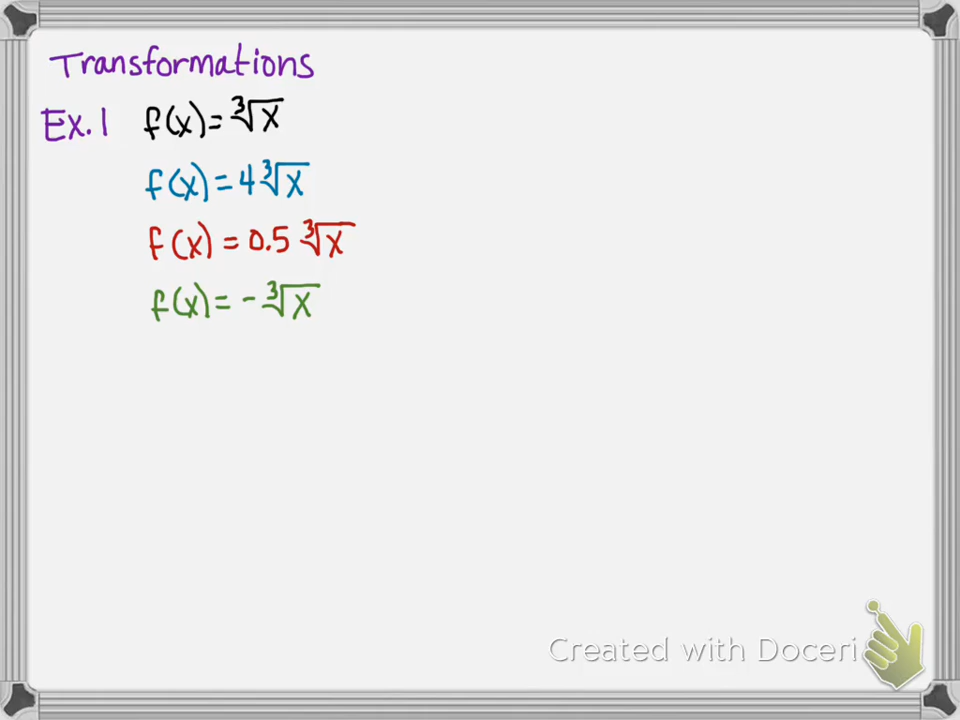 Transformations
Ex. 1 f(x) = ∛x
f(x) = 4∛x
f(x) = 0.5 ∛x
f(x) = -∛x
Created with Doceri